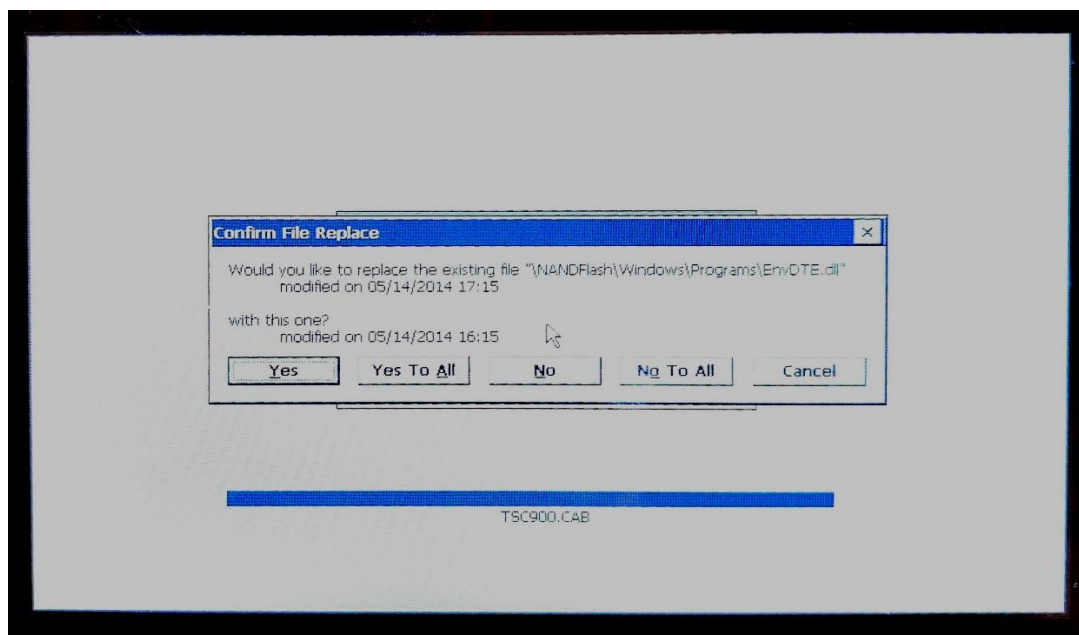 Confirm File Replace
Would you like to replace the existing file "\NANDFlash\Windows\Programs\EnvDTE.dll"
modified on 05/14/2014 17:15
with this one?
modified on 05/14/2014 16:15
Yes Yes To All No No To All Cancel
TSC900.CAB